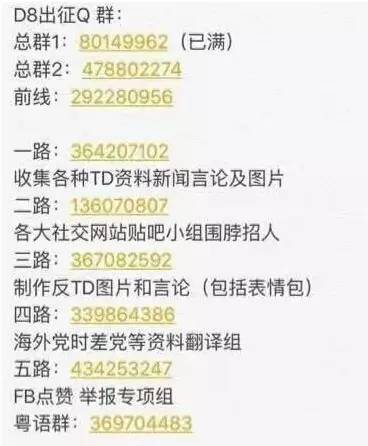 D8出征Q 群：
总群1：80149962（已满）
总群2：478802274
前线：292280956
一路：364207102
收集各种TD资料新闻言论及图片
二路：136070807
各大社交网站贴吧小组围脖招人
三路：367082592
制作反TD图片和言论（包括表情包）
四路：339864386
海外党时差党等资料翻译组
五路：434253247
FB点赞 举报专项组
粤语群：369704483